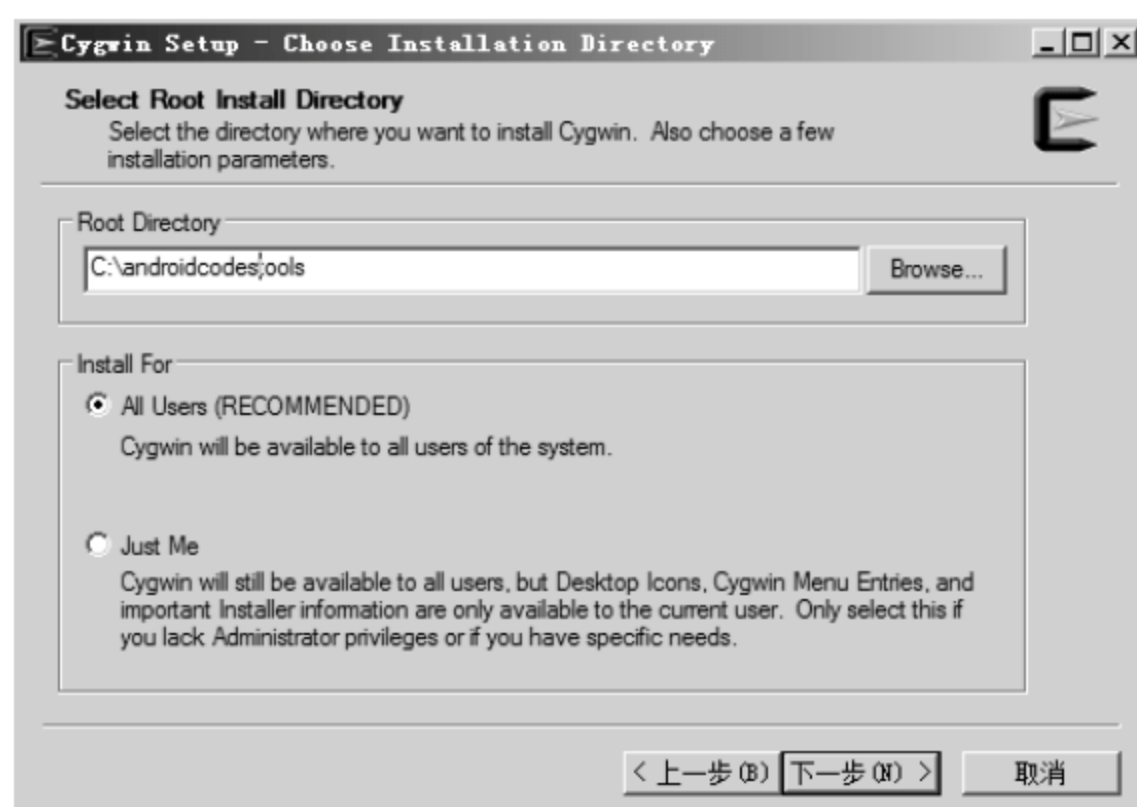 Cygwin Setup - Choose Installation Directory
Select Root Install Directory
Select the directory where you want to install Cygwin. Also choose a few
installation parameters.
Root Directory
C:\androidcodes;ools
Browse...
Install For
All Users (RECOMMENDED)
Cygwin will be available to all users of the system.
Just Me
Cygwin will still be available to all users, but Desktop Icons, Cygwin Menu Entries, and
important Installer information are only available to the current user. Only select this if
you lack Administrator privileges or if you have specific needs.
< 上一步(B) 下一步(N) > 取消